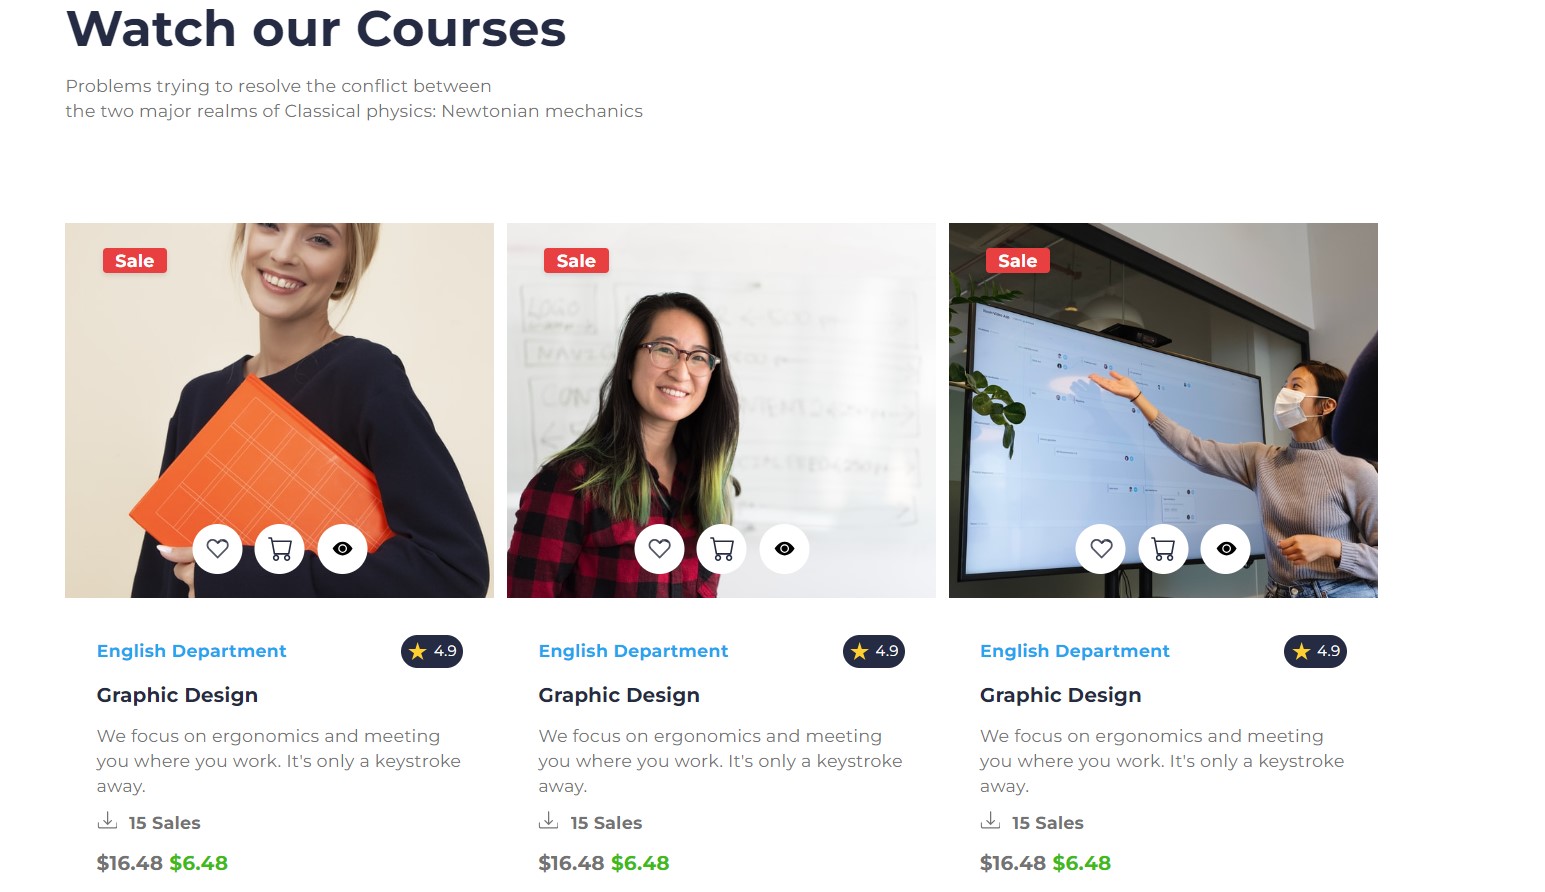 Watch our Courses
Problems trying to resolve the conflict between
the two major realms of Classical physics: Newtonian mechanics
Sale
Sale
Sale
English Department
4.9
Graphic Design
We focus on ergonomics and meeting
you where you work. It's only a keystroke
away.
15 Sales
$16.48 $6.48
English Department
4.9
Graphic Design
We focus on ergonomics and meeting
you where you work. It's only a keystroke
away.
15 Sales
$16.48 $6.48
English Department
4.9
Graphic Design
We focus on ergonomics and meeting
you where you work. It's only a keystroke
away.
15 Sales
$16.48 $6.48